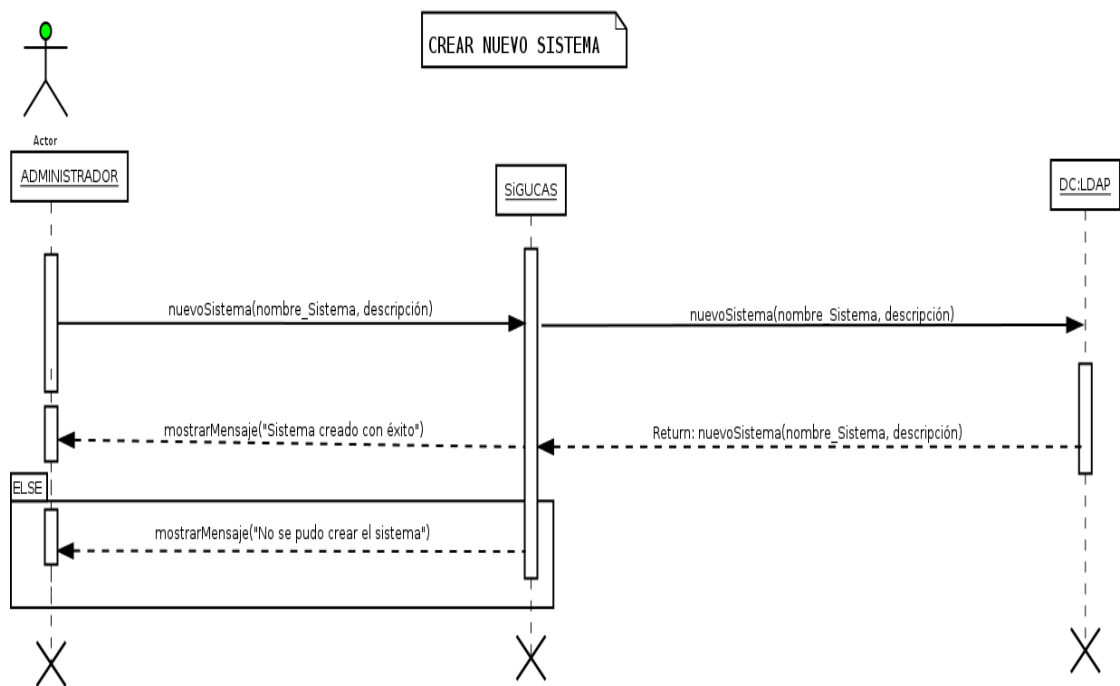 CREAR NUEVO SISTEMA
Actor
ADMINISTRADOR
SiGUCAS
DC:LDAP
nuevoSistema(nombre_Sistema, descripción)
nuevoSistema(nombre_Sistema, descripción)
mostrarMensaje("Sistema creado con éxito")
Return: nuevoSistema(nombre_Sistema, descripción)
ELSE
mostrarMensaje("No se pudo crear el sistema")